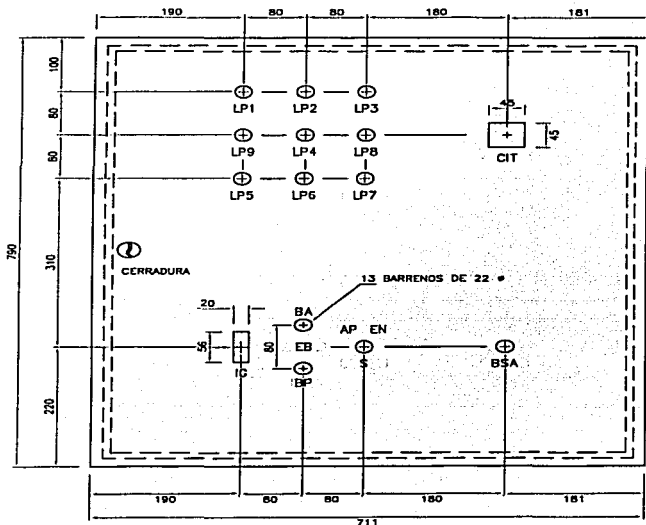 190 80 80 180 181
100
LP1 LP2 LP3
45
80
LP9 LP4 LP8
CIT
45
80
LP5 LP6 LP7
790
310
CERRADURA
13 BARRENOS DE 22
20
BA
AP EN
56
80
EB
IG
S
BSA
BP
220
190 80 80 180 181
711